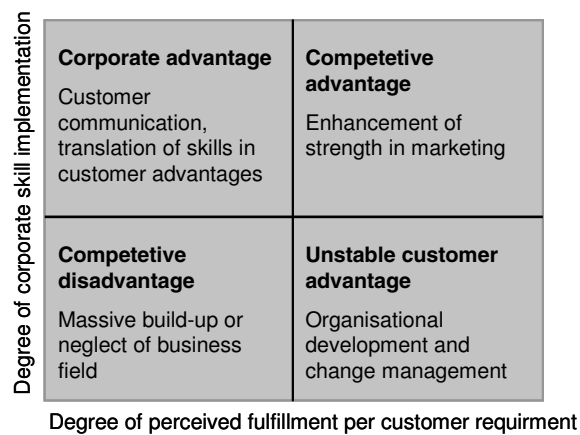 Degree of corporate skill implementation
Corporate advantage
Customer
communication,
translation of skills in
customer advantages
Competetive
advantage
Enhancement of
strength in marketing
Competetive
disadvantage
Massive build-up or
neglect of business
field
Unstable customer
advantage
Organisational
development and
change management
Degree of perceived fulfillment per customer requirment